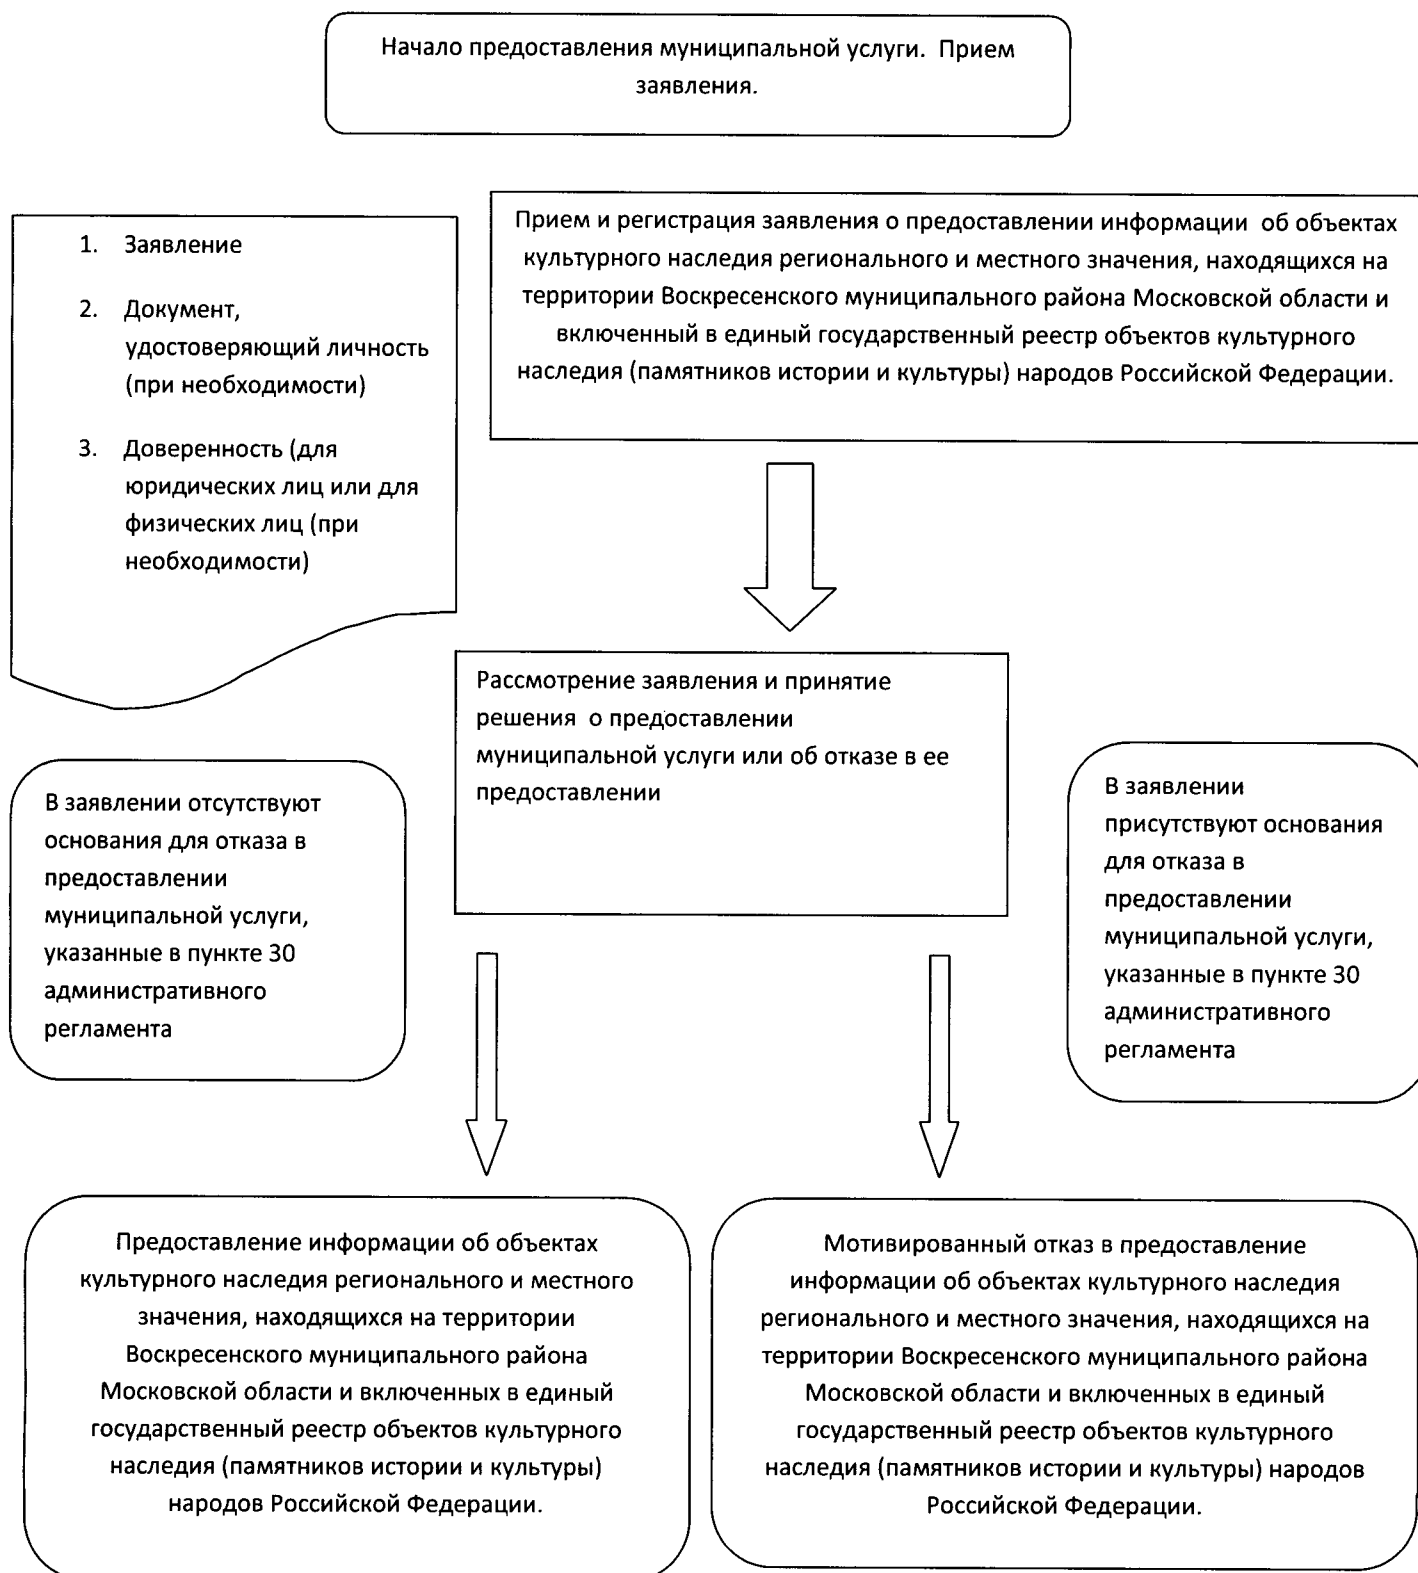 Начало предоставления муниципальной услуги. Прием
заявления.
1. Заявление
2. Документ,
удостоверяющий личность
(при необходимости)
3. Доверенность (для
юридических лиц или для
физических лиц (при
необходимости)
Прием и регистрация заявления о предоставлении информации об объектах
культурного наследия регионального и местного значения, находящихся на
территории Воскресенского муниципального района Московской области и
включенный в единый государственный реестр объектов культурного
наследия (памятников истории и культуры) народов Российской Федерации.
Рассмотрение заявления и принятие
решения о предоставлении
муниципальной услуги или об отказе в ее
предоставлении
В заявлении отсутствуют
основания для отказа в
предоставлении
муниципальной услуги,
указанные в пункте 30
административного
регламента
В заявлении
присутствуют основания
для отказа в
предоставлении
муниципальной услуги,
указанные в пункте 30
административного
регламента
Предоставление информации об объектах
культурного наследия регионального и местного
значения, находящихся на территории
Воскресенского муниципального района
Московской области и включенных в единый
государственный реестр объектов культурного
наследия (памятников истории и культуры)
народов Российской Федерации.
Мотивированный отказ в предоставление
информации об объектах культурного наследия
регионального и местного значения, находящихся на
территории Воскресенского муниципального района
Московской области и включенных в единый
государственный реестр объектов культурного
наследия (памятников истории и культуры) народов
Российской Федерации.